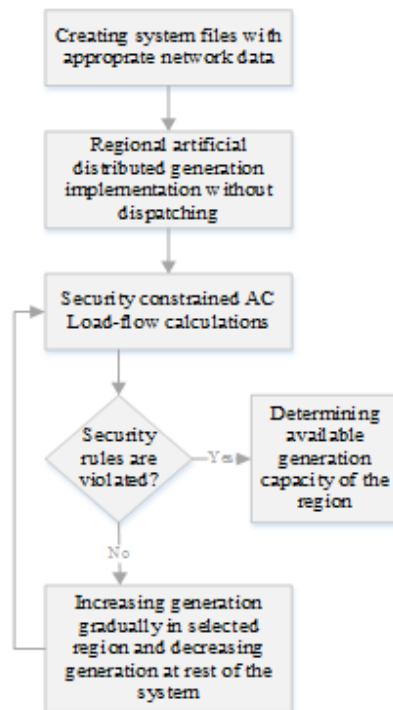 Creating system files with
approprate network data
Regional artificial
distributed generation
implementation without
dispatching
Security constrained AC
Load-flow calculations
Security
rules are
violated?
Yes
Determining
available
generation
capacity of the
region
No
Increasing generation
gradually in selected
region and decreasing
generation at rest of the
system